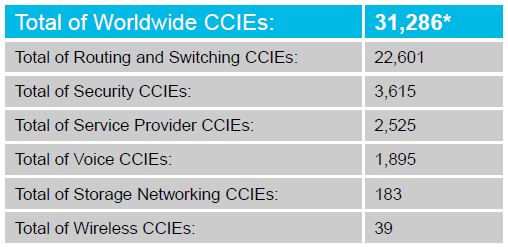 Total of Worldwide CCIEs: 31,286*
Total of Routing and Switching CCIEs: 22,601
Total of Security CCIEs: 3,615
Total of Service Provider CCIEs: 2,525
Total of Voice CCIEs: 1,895
Total of Storage Networking CCIEs: 183
Total of Wireless CCIEs: 39